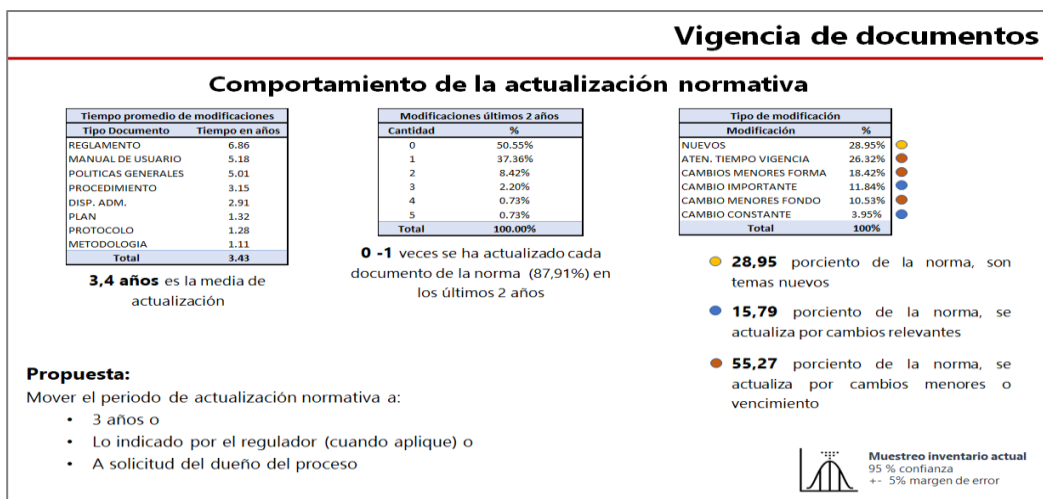 Vigencia de documentos
Comportamiento de la actualización normativa
Tiempo promedio de modificaciones
Tipo Documento Tiempo en años
REGLAMENTO 6.86
MANUAL DE USUARIO 5.18
POLITICAS GENERALES 5.01
PROCEDIMIENTO 3.15
DISP. ADM. 2.91
PLAN 1.32
PROTOCOLO 1.28
METODOLOGIA 1.11
Total 3.43
3,4 años es la media de
actualización
Modificaciones últimos 2 años
Cantidad %
0 50.55%
1 37.36%
2 8.42%
3 2.20%
4 0.73%
5 0.73%
Total 100.00%
0 -1 veces se ha actualizado cada
documento de la norma (87,91%) en
los últimos 2 años
Tipo de modificación
Modificación %
NUEVOS 28.95%
ATEN. TIEMPO VIGENCIA 26.32%
CAMBIOS MENORES FORMA 18.42%
CAMBIO IMPORTANTE 11.84%
CAMBIO MENORES FONDO 10.53%
CAMBIO CONSTANTE 3.95%
Total 100%
28,95 porciento de la norma, son
temas nuevos
15,79 porciento de la norma, se
actualiza por cambios relevantes
55,27 porciento de la norma, se
actualiza por cambios menores o
vencimiento
Propuesta:
Mover el periodo de actualización normativa a:
• 3 años o
• Lo indicado por el regulador (cuando aplique) o
• A solicitud del dueño del proceso
Muestreo inventario actual
95 % confianza
+- 5% margen de error